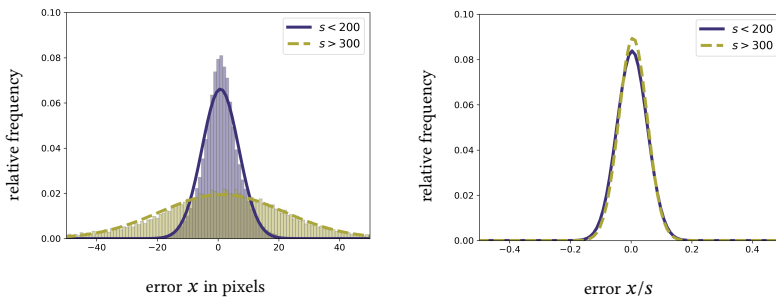 0.10
0.08
0.06
0.04
0.02
0.00
relative frequency
s < 200
s > 300
−40
−20
0
20
40
error x in pixels
0.10
0.08
0.06
0.04
0.02
0.00
relative frequency
s < 200
s > 300
−0.4
−0.2
0.0
0.2
0.4
error x/s